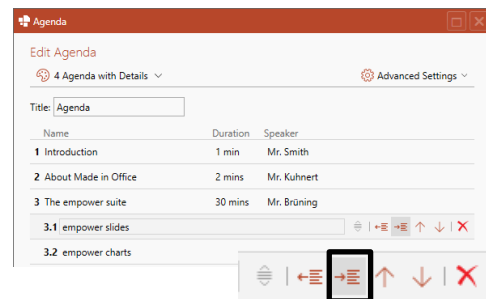 Agenda
Edit Agenda
4 Agenda with Details
Advanced Settings
Title: Agenda
Name Duration Speaker
1 Introduction 1 min Mr. Smith
2 About Made in Office 2 mins Mr. Kuhnert
3 The empower suite 30 mins Mr. Brüning
3.1 empower slides
3.2 empower charts